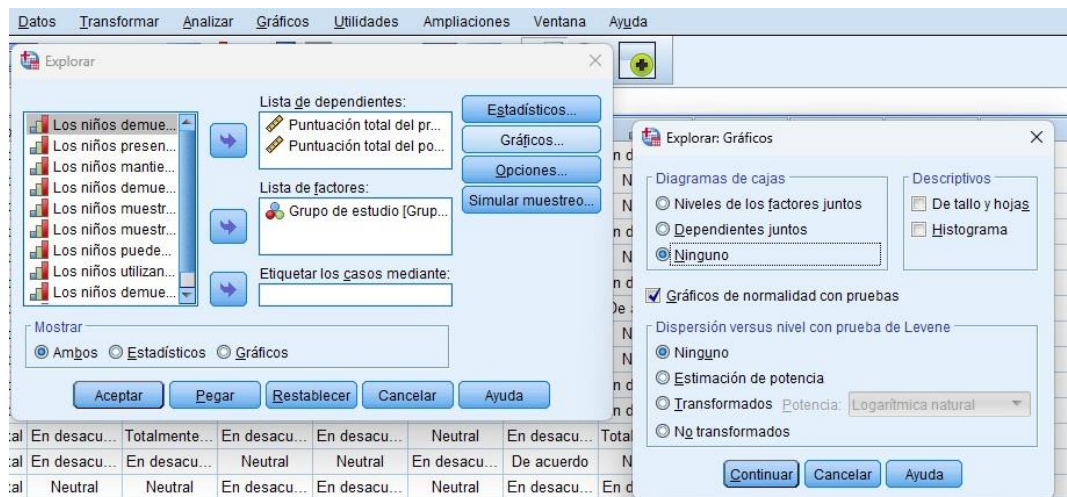 Datos Transformar Analizar Gráficos Utilidades Ampliaciones Ventana Ayuda
Explorar
Los niños demue...
Los niños presen...
Los niños mantie...
Los niños demue...
Los niños muestr...
Los niños muestr...
Los niños puede...
Los niños utilizan...
Los niños demue...
Lista de dependientes:
Puntuación total del pr...
Puntuación total del po...
Lista de factores:
Grupo de estudio [Grup...
Etiquetar los casos mediante:
Estadísticos...
Gráficos...
Opciones...
Simular muestreo...
Mostrar
Ambos Estadísticos Gráficos
Aceptar Pegar Restablecer Cancelar Ayuda
Explorar: Gráficos
Diagramas de cajas
Niveles de los factores juntos
Dependientes juntos
Ninguno
Descriptivos
De tallo y hojas
Histograma
Gráficos de normalidad con pruebas
Dispersión versus nivel con prueba de Levene
Ninguno
Estimación de potencia
Transformados Potencia: Logarítmica natural
No transformados
Continuar Cancelar Ayuda
En desacu... Totalmente... En desacu... En desacu... Neutral En desacu...
En desacu... En desacu... Neutral Neutral En desacu... De acuerdo
Neutral Neutral En desacu... En desacu... Neutral En desacu...